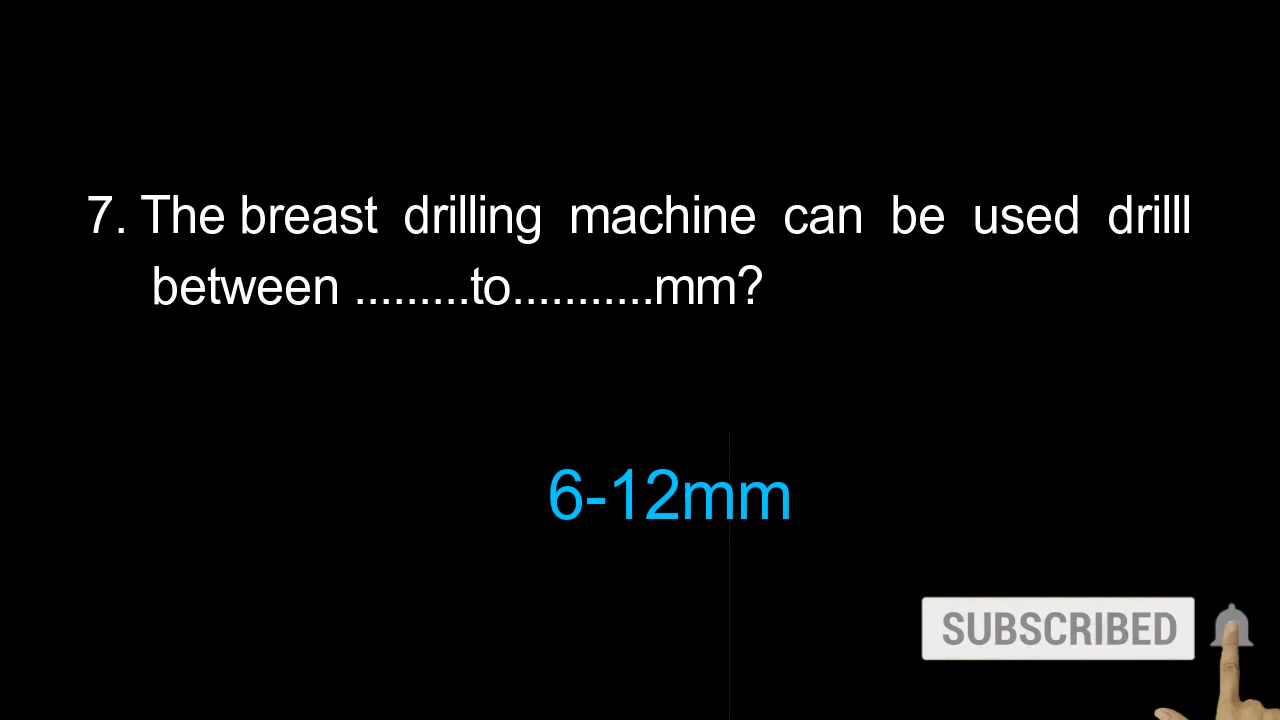 7. The breast drilling machine can be used drilll
between .........to...........mm?
6-12mm
SUBSCRIBED